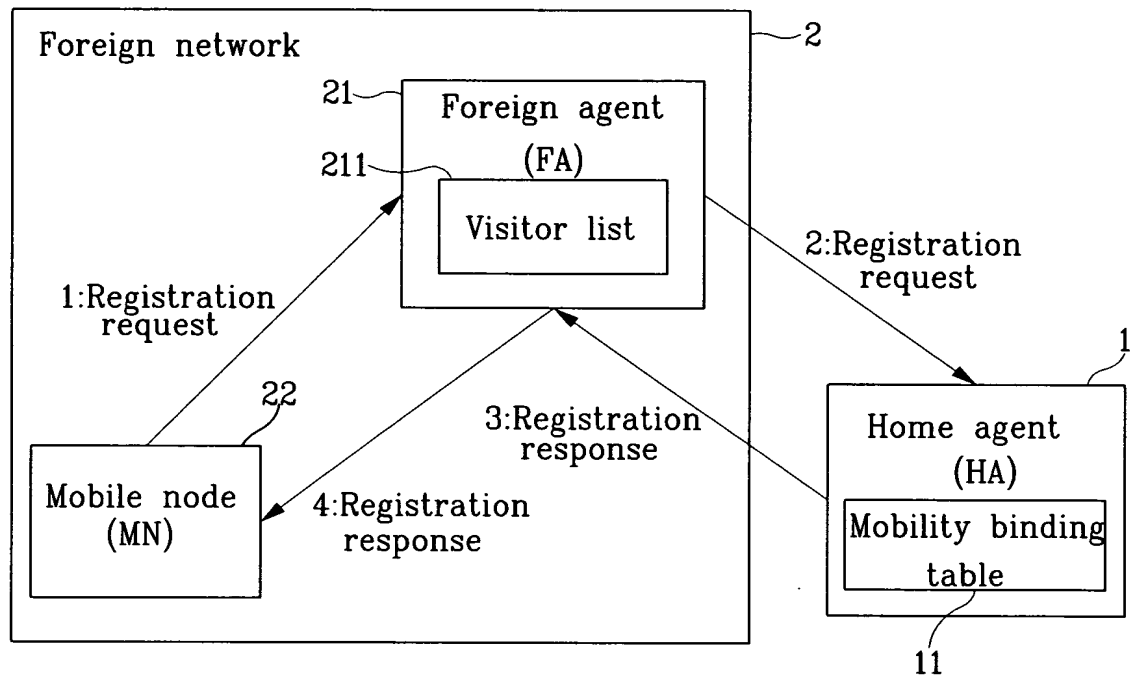 Foreign network
2
21
Foreign agent
(FA)
211
Visitor list
1:Registration
request
2:Registration
request
1
22
3:Registration
response
Home agent
(HA)
Mobile node
(MN)
4:Registration
response
Mobility binding
table
11